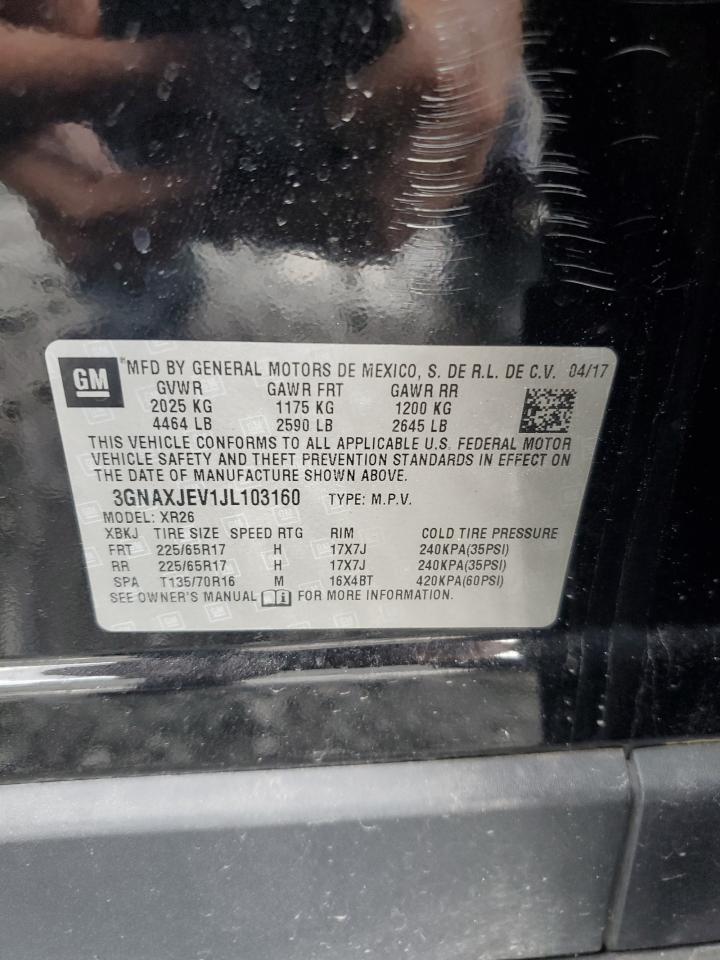 GM
MFD BY GENERAL MOTORS DE MEXICO, S. DE R.L. DE C.V. 04/17
GVWR GAWR FRT GAWR RR
2025 KG 1175 KG 1200 KG
4464 LB 2590 LB 2645 LB
THIS VEHICLE CONFORMS TO ALL APPLICABLE U.S. FEDERAL MOTOR
VEHICLE SAFETY AND THEFT PREVENTION STANDARDS IN EFFECT ON
THE DATE OF MANUFACTURE SHOWN ABOVE.
3GNAXJEV1JL103160 TYPE: M.P.V.
MODEL: XR26
XBKJ TIRE SIZE SPEED RTG RIM COLD TIRE PRESSURE
FRT 225/65R17 H 17X7J 240KPA(35PSI)
RR 225/65R17 H 17X7J 240KPA(35PSI)
SPA T135/70R16 M 16X4BT 420KPA(60PSI)
SEE OWNER'S MANUAL FOR MORE INFORMATION.